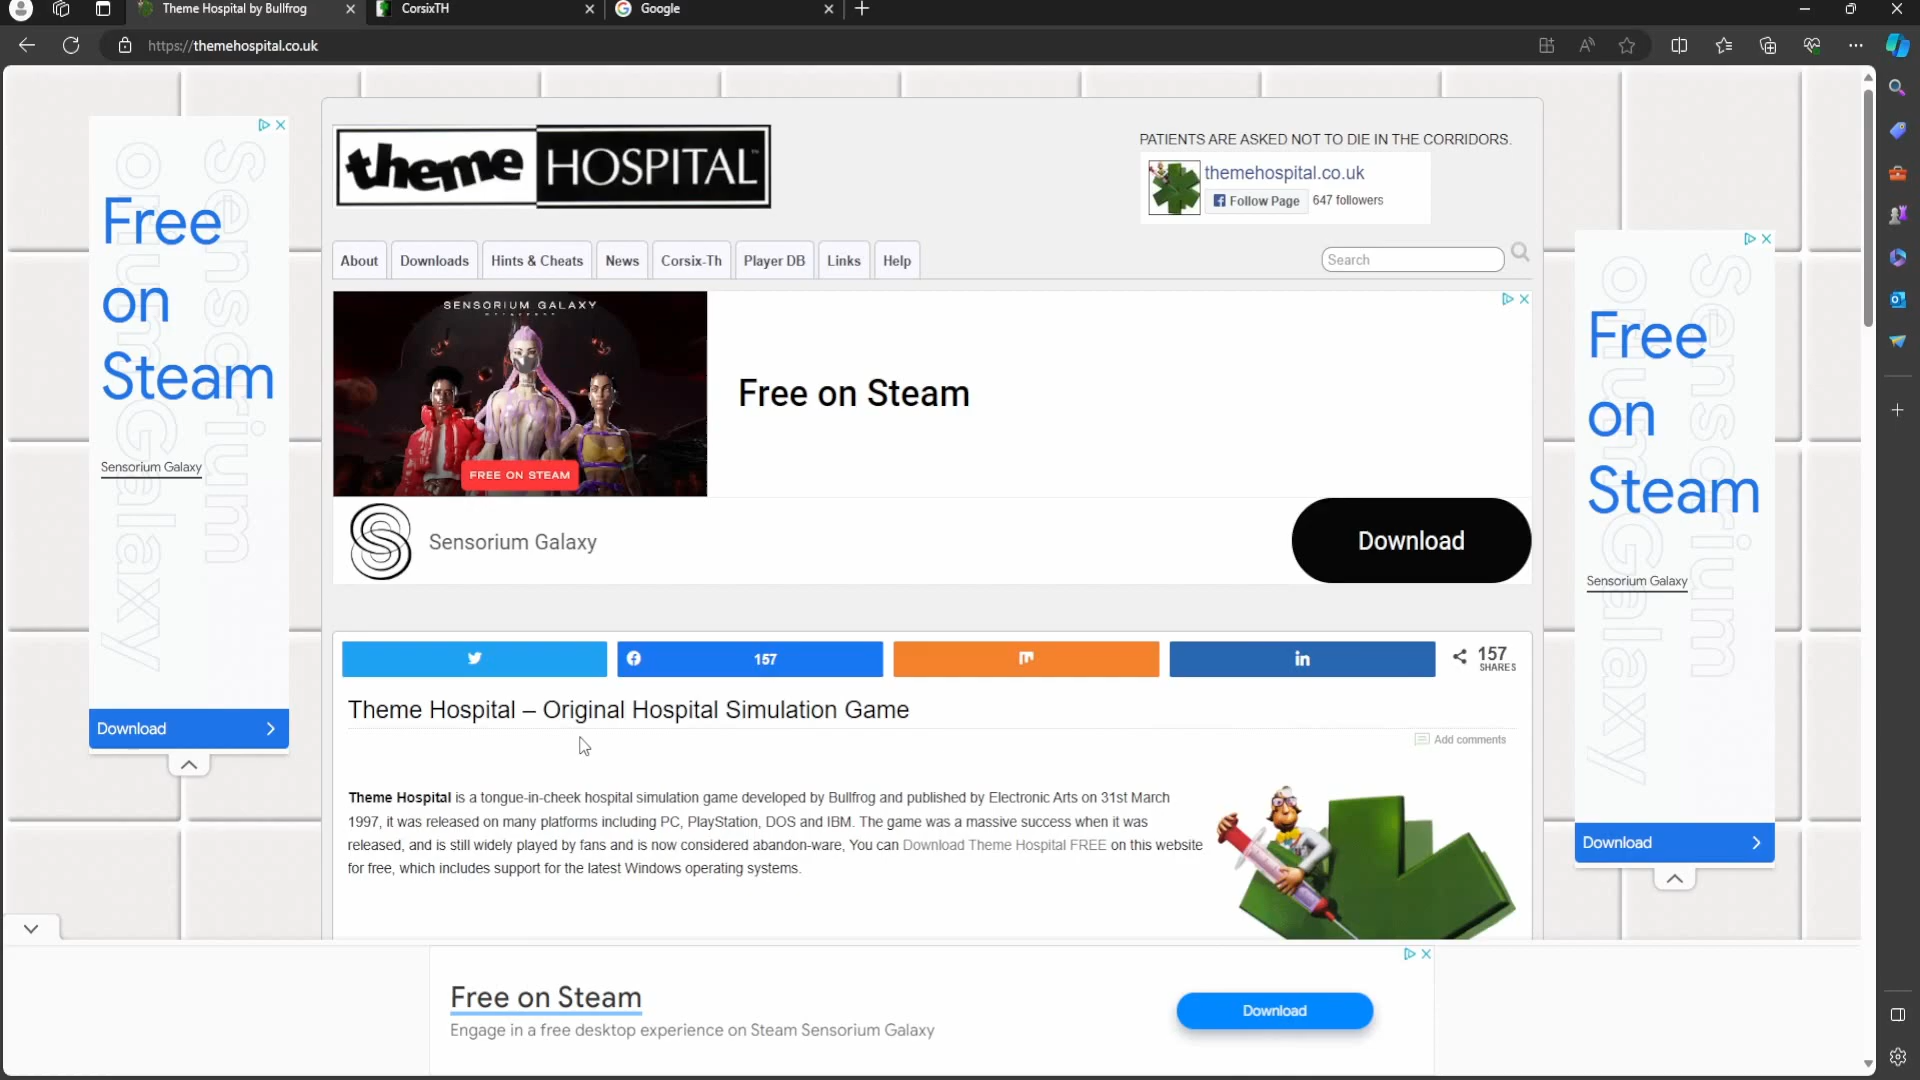 Theme Hospital by Bullfrog
CorsixTH
Google
https://themehospital.co.uk
theme HOSPITAL™
PATIENTS ARE ASKED NOT TO DIE IN THE CORRIDORS.
themehospital.co.uk
Follow Page 647 followers
About
Downloads
Hints & Cheats
News
Corsix-Th
Player DB
Links
Help
Search
Sensorium Galaxy
Free
on
Steam
Sensorium Galaxy
Download
SENSORIUM GALAXY
FREE ON STEAM
Free on Steam
Sensorium Galaxy
Download
Sensorium Galaxy
Free
on
Steam
Sensorium Galaxy
Download
157
157
SHARES
Theme Hospital – Original Hospital Simulation Game
Add comments
Theme Hospital is a tongue-in-cheek hospital simulation game developed by Bullfrog and published by Electronic Arts on 31st March
1997, it was released on many platforms including PC, PlayStation, DOS and IBM. The game was a massive success when it was
released, and is still widely played by fans and is now considered abandon-ware, You can Download Theme Hospital FREE on this website
for free, which includes support for the latest Windows operating systems.
Free on Steam
Engage in a free desktop experience on Steam Sensorium Galaxy
Download